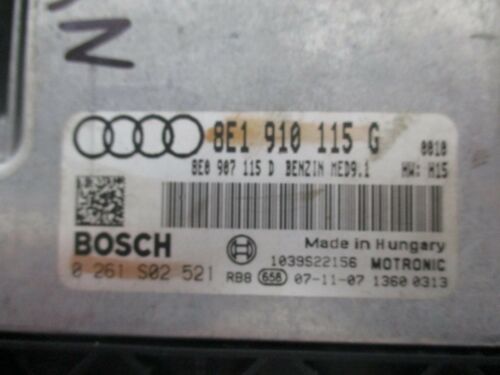 8E1 910 115 G 0010
8E0 907 115 D BENZIN MED9.1 HW: H15
BOSCH Made in Hungary
0 261 S02 521 1039S22156 MOTRONIC
RB8 658 07-11-07 1360 0313